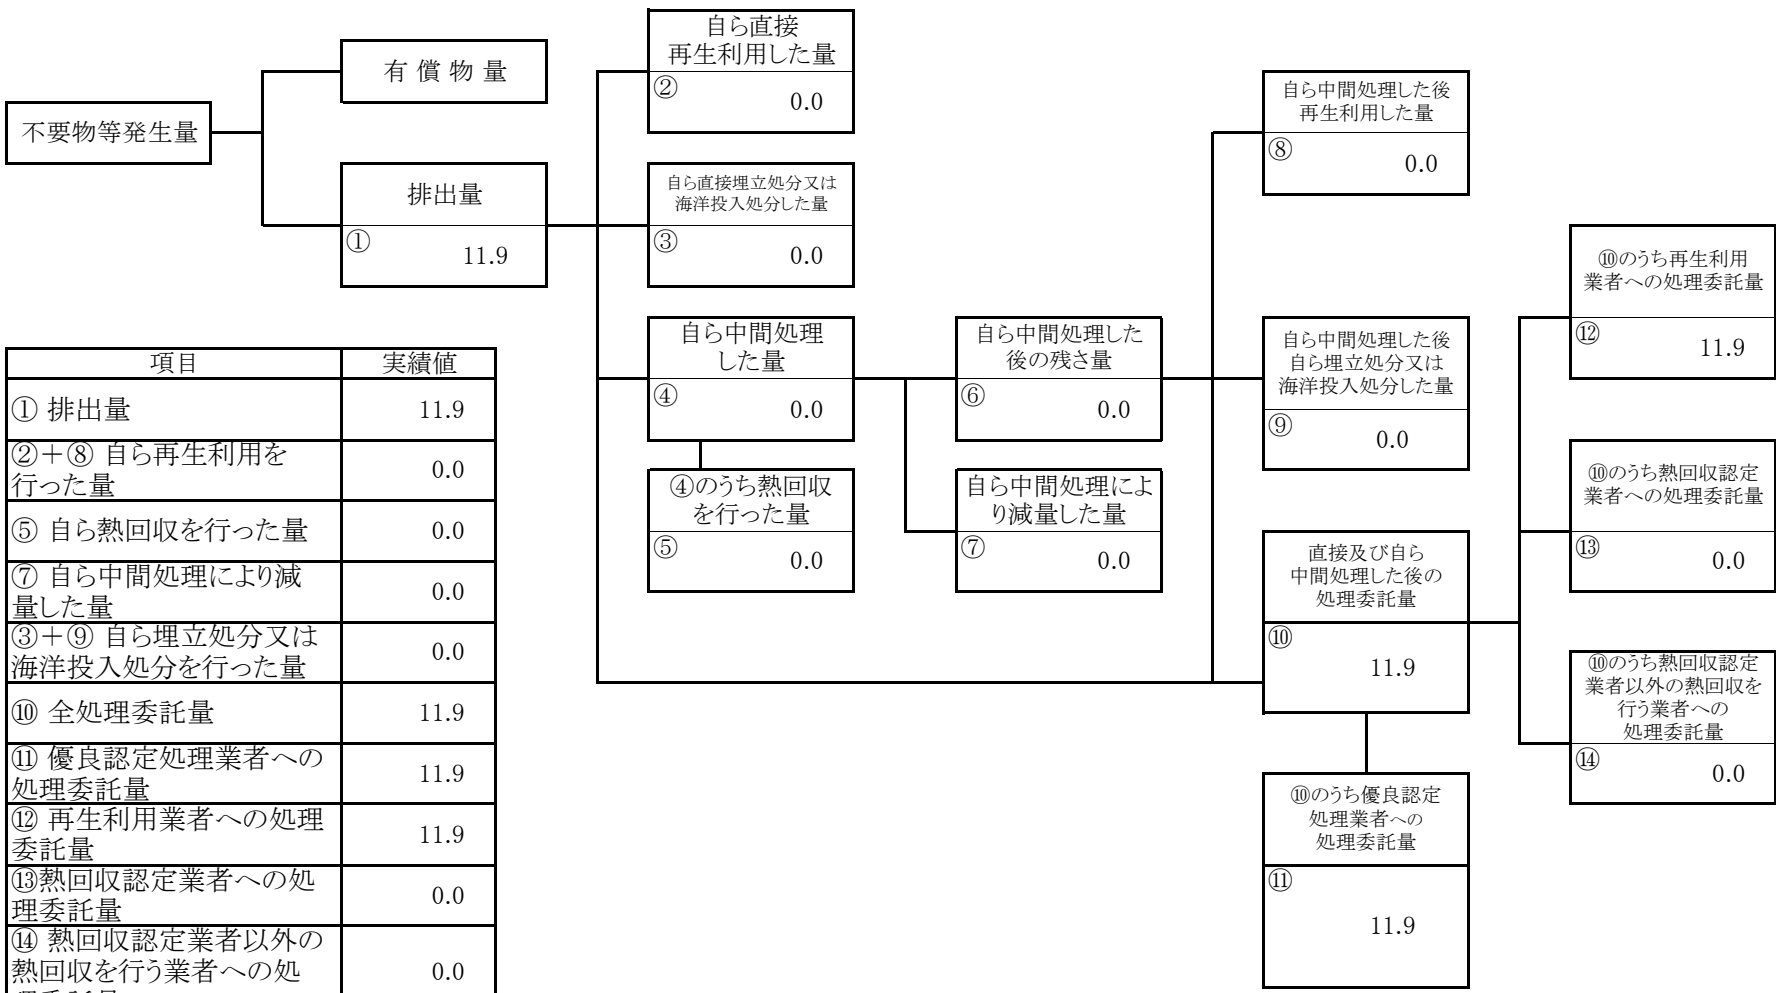 不要物等発生量
有 償 物 量
排出量
①
11.9
自ら直接
再生利用した量
②
0.0
自ら直接埋立処分又は
海洋投入処分した量
③
0.0
自ら中間処理
した量
④
0.0
④のうち熱回収
を行った量
⑤
0.0
自ら中間処理した
後の残さ量
⑥
0.0
自ら中間処理によ
り減量した量
⑦
0.0
自ら中間処理した後
再生利用した量
⑧
0.0
自ら中間処理した後
自ら埋立処分又は
海洋投入処分した量
⑨
0.0
直接及び自ら
中間処理した後の
処理委託量
⑩
11.9
⑩のうち優良認定
処理業者への
処理委託量
⑪
11.9
⑩のうち再生利用
業者への処理委託量
⑫
11.9
⑩のうち熱回収認定
業者への処理委託量
⑬
0.0
⑩のうち熱回収認定
業者以外の熱回収を
行う業者への
処理委託量
⑭
0.0
項目 実績値
① 排出量 11.9
②＋⑧ 自ら再生利用を
行った量 0.0
⑤ 自ら熱回収を行った量 0.0
⑦ 自ら中間処理により減
量した量 0.0
③＋⑨ 自ら埋立処分又は
海洋投入処分を行った量 0.0
⑩ 全処理委託量 11.9
⑪ 優良認定処理業者への
処理委託量 11.9
⑫ 再生利用業者への処理
委託量 11.9
⑬熱回収認定業者への処
理委託量 0.0
⑭ 熱回収認定業者以外の
熱回収を行う業者への処 0.0